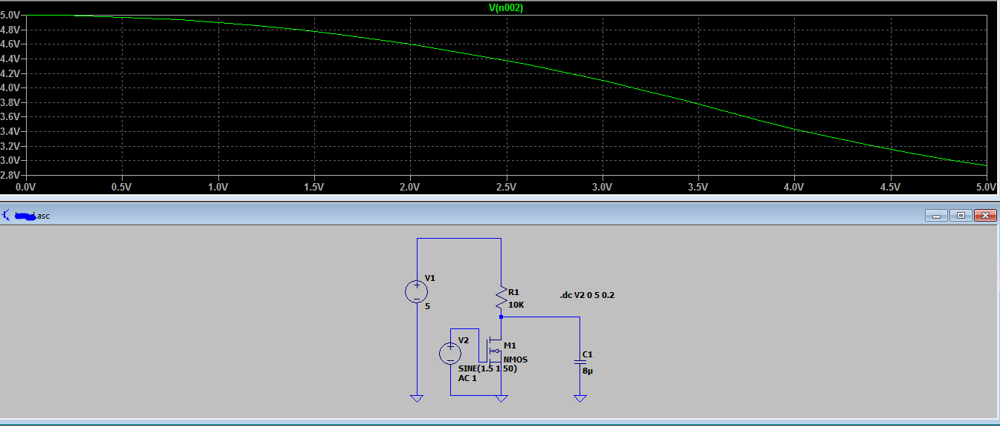 V(n002)
5.0V
4.8V
4.6V
4.4V
4.2V
4.0V
3.8V
3.6V
3.4V
3.2V
3.0V
2.8V
0.0V 0.5V 1.0V 1.5V 2.0V 2.5V 3.0V 3.5V 4.0V 4.5V 5.0V
.asc
V1
5
R1
10K
.dc V2 0 5 0.2
V2
SINE(1.5 1 50)
AC 1
M1
NMOS
C1
8µ